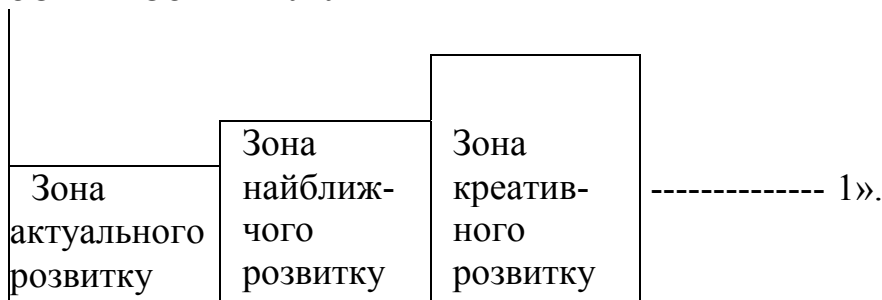 Зона
актуального
розвитку
Зона
найближ-
чого
розвитку
Зона
креатив-
ного
розвитку
-------------- 1».